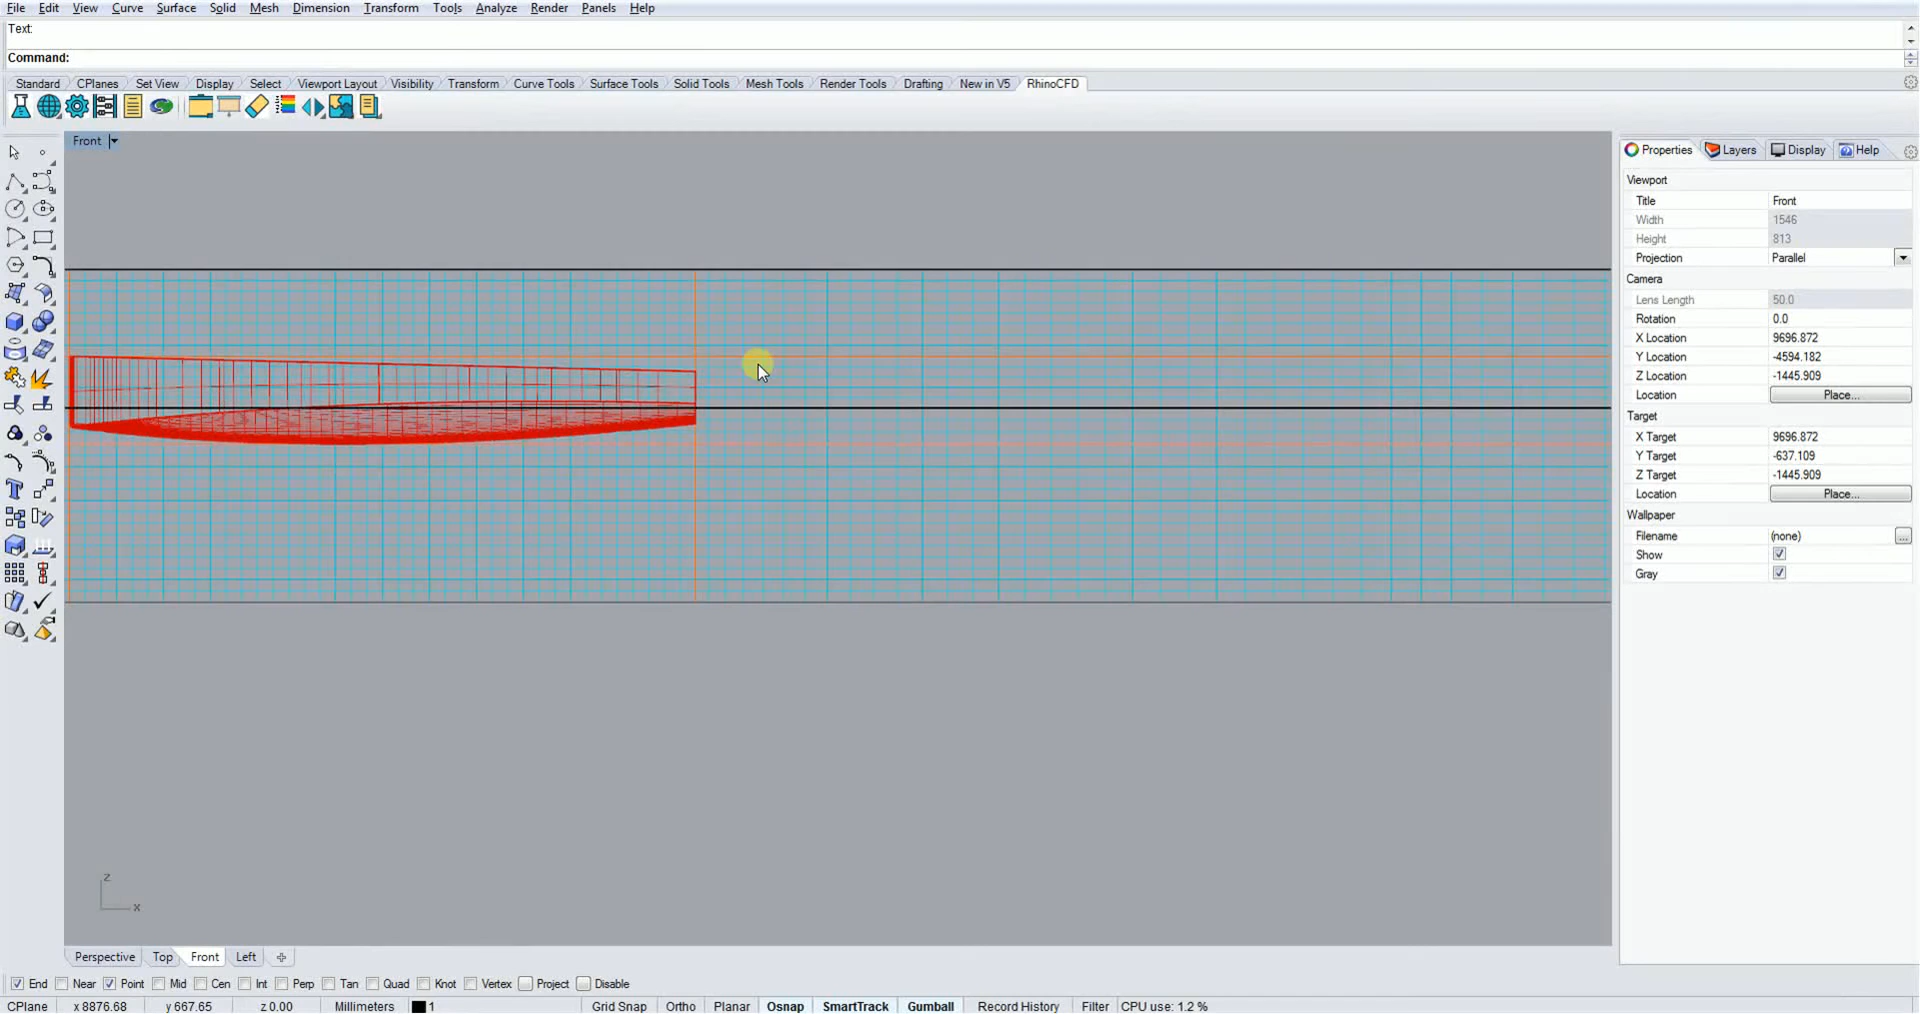 File Edit View Curve Surface Solid Mesh Dimension Transform Tools Analyze Render Panels Help
Text:
Command:
Standard CPlanes Set View Display Select Viewport Layout Visibility Transform Curve Tools Surface Tools Solid Tools Mesh Tools Render Tools Drafting New in V5 RhinoCFD
Front
Properties Layers Display Help
Viewport
Title Front
Width 1546
Height 813
Projection Parallel
Camera
Lens Length 50.0
Rotation 0.0
X Location 9696.872
Y Location -4594.182
Z Location -1445.909
Location Place...
Target
X Target 9696.872
Y Target -637.109
Z Target -1445.909
Location Place...
Wallpaper
Filename (none) ...
Show
Gray
z
x
Perspective Top Front Left
End Near Point Mid Cen Int Perp Tan Quad Knot Vertex Project Disable
CPlane x 8876.68 y 667.65 z 0.00 Millimeters 1 Grid Snap Ortho Planar Osnap SmartTrack Gumball Record History Filter CPU use: 1.2 %